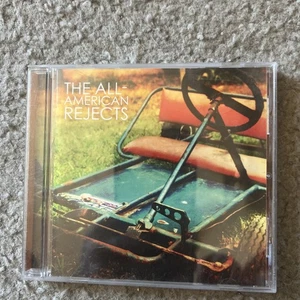 THE ALL-
AMERICAN
REJECTS